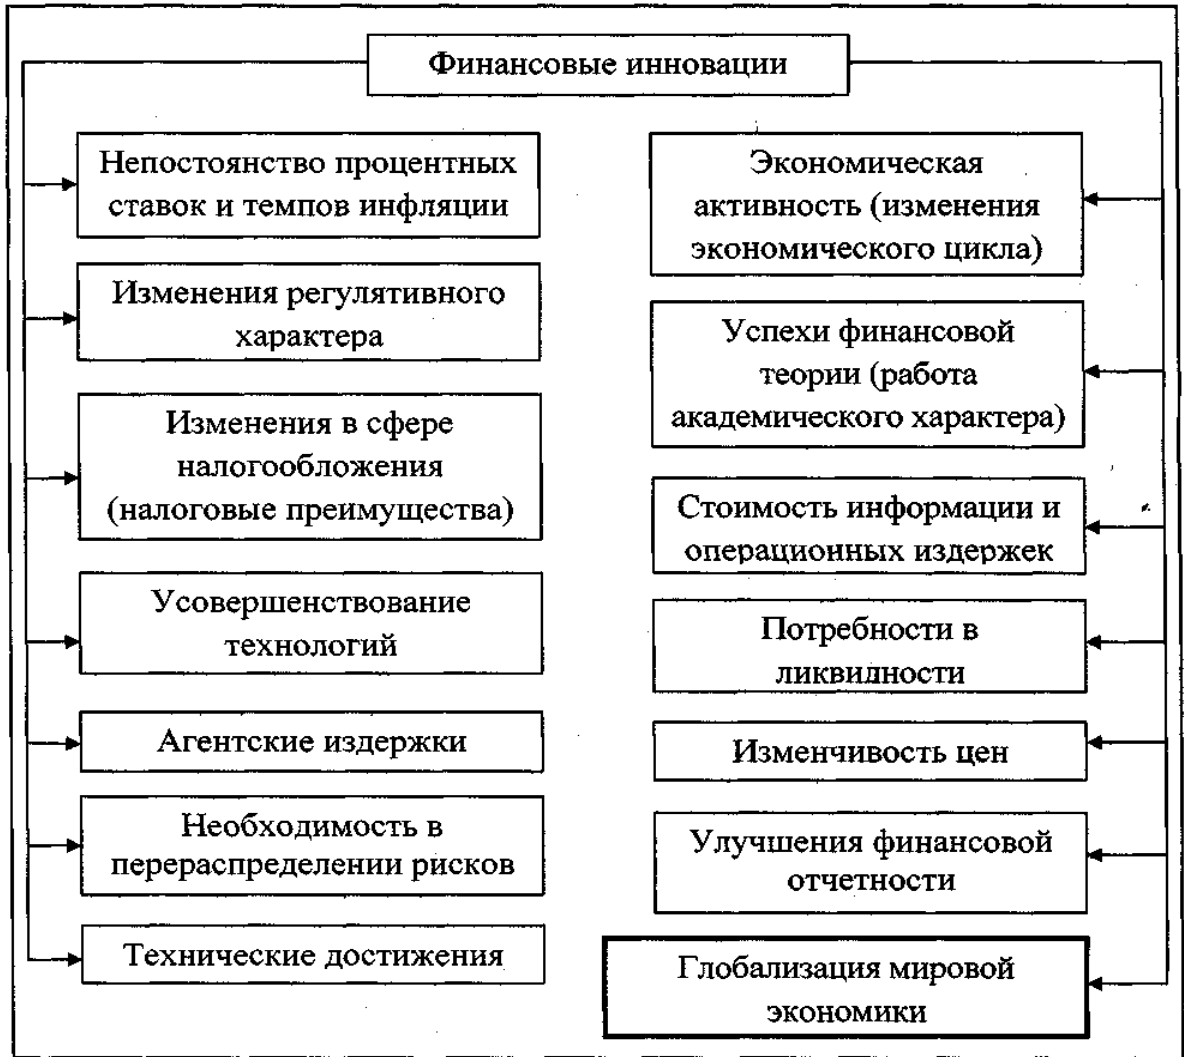 Финансовые инновации
Непостоянство процентных
ставок и темпов инфляции
Изменения регулятивного
характера
Изменения в сфере
налогообложения
(налоговые преимущества)
Усовершенствование
технологий
Агентские издержки
Необходимость в
перераспределении рисков
Технические достижения
Экономическая
активность (изменения
экономического цикла)
Успехи финансовой
теории (работа
академического характера)
Стоимость информации и
операционных издержек
Потребности в
ликвидности
Изменчивость цен
Улучшения финансовой
отчетности
Глобализация мировой
экономики